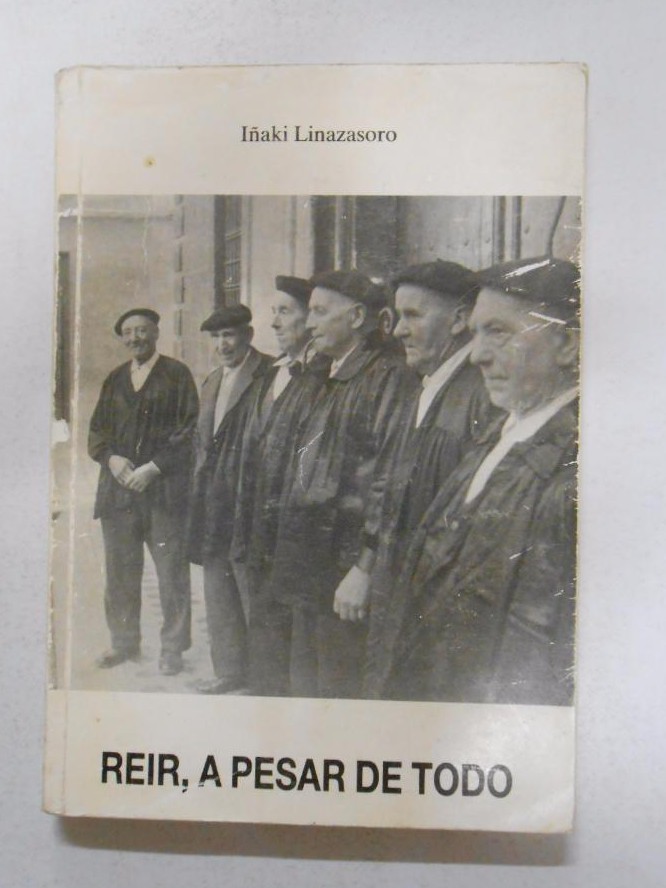 Iñaki Linazasoro
REIR, A PESAR DE TODO